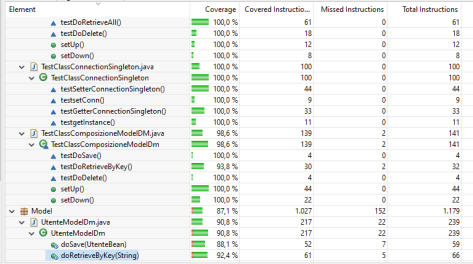 Element Coverage Covered Instructio... Missed Instructions Total Instructions
testDoRetrieveAll() 100,0 % 61 0 61
testDoDelete() 100,0 % 18 0 18
setUp() 100,0 % 12 0 12
setDown() 100,0 % 8 0 8
TestClassConnectionSingleton.java 100,0 % 100 0 100
TestClassConnectionSingleton 100,0 % 100 0 100
testSetterConnectionSingleton() 100,0 % 44 0 44
testsetConn() 100,0 % 9 0 9
testGetterConnectionSingleton() 100,0 % 33 0 33
testgetInstance() 100,0 % 11 0 11
TestClassComposizioneModelDM.java 98,6 % 139 2 141
TestClassComposizioneModelDm 98,6 % 139 2 141
testDoSave() 100,0 % 4 0 4
testDoRetrieveByKey() 93,8 % 30 2 32
testDoDelete() 100,0 % 4 0 4
setUp() 100,0 % 44 0 44
setDown() 100,0 % 22 0 22
Model 87,1 % 1.027 152 1.179
UtenteModelDm.java 90,8 % 217 22 239
UtenteModelDm 90,8 % 217 22 239
doSave(UtenteBean) 88,1 % 52 7 59
doRetrieveByKey(String) 92,4 % 61 5 66